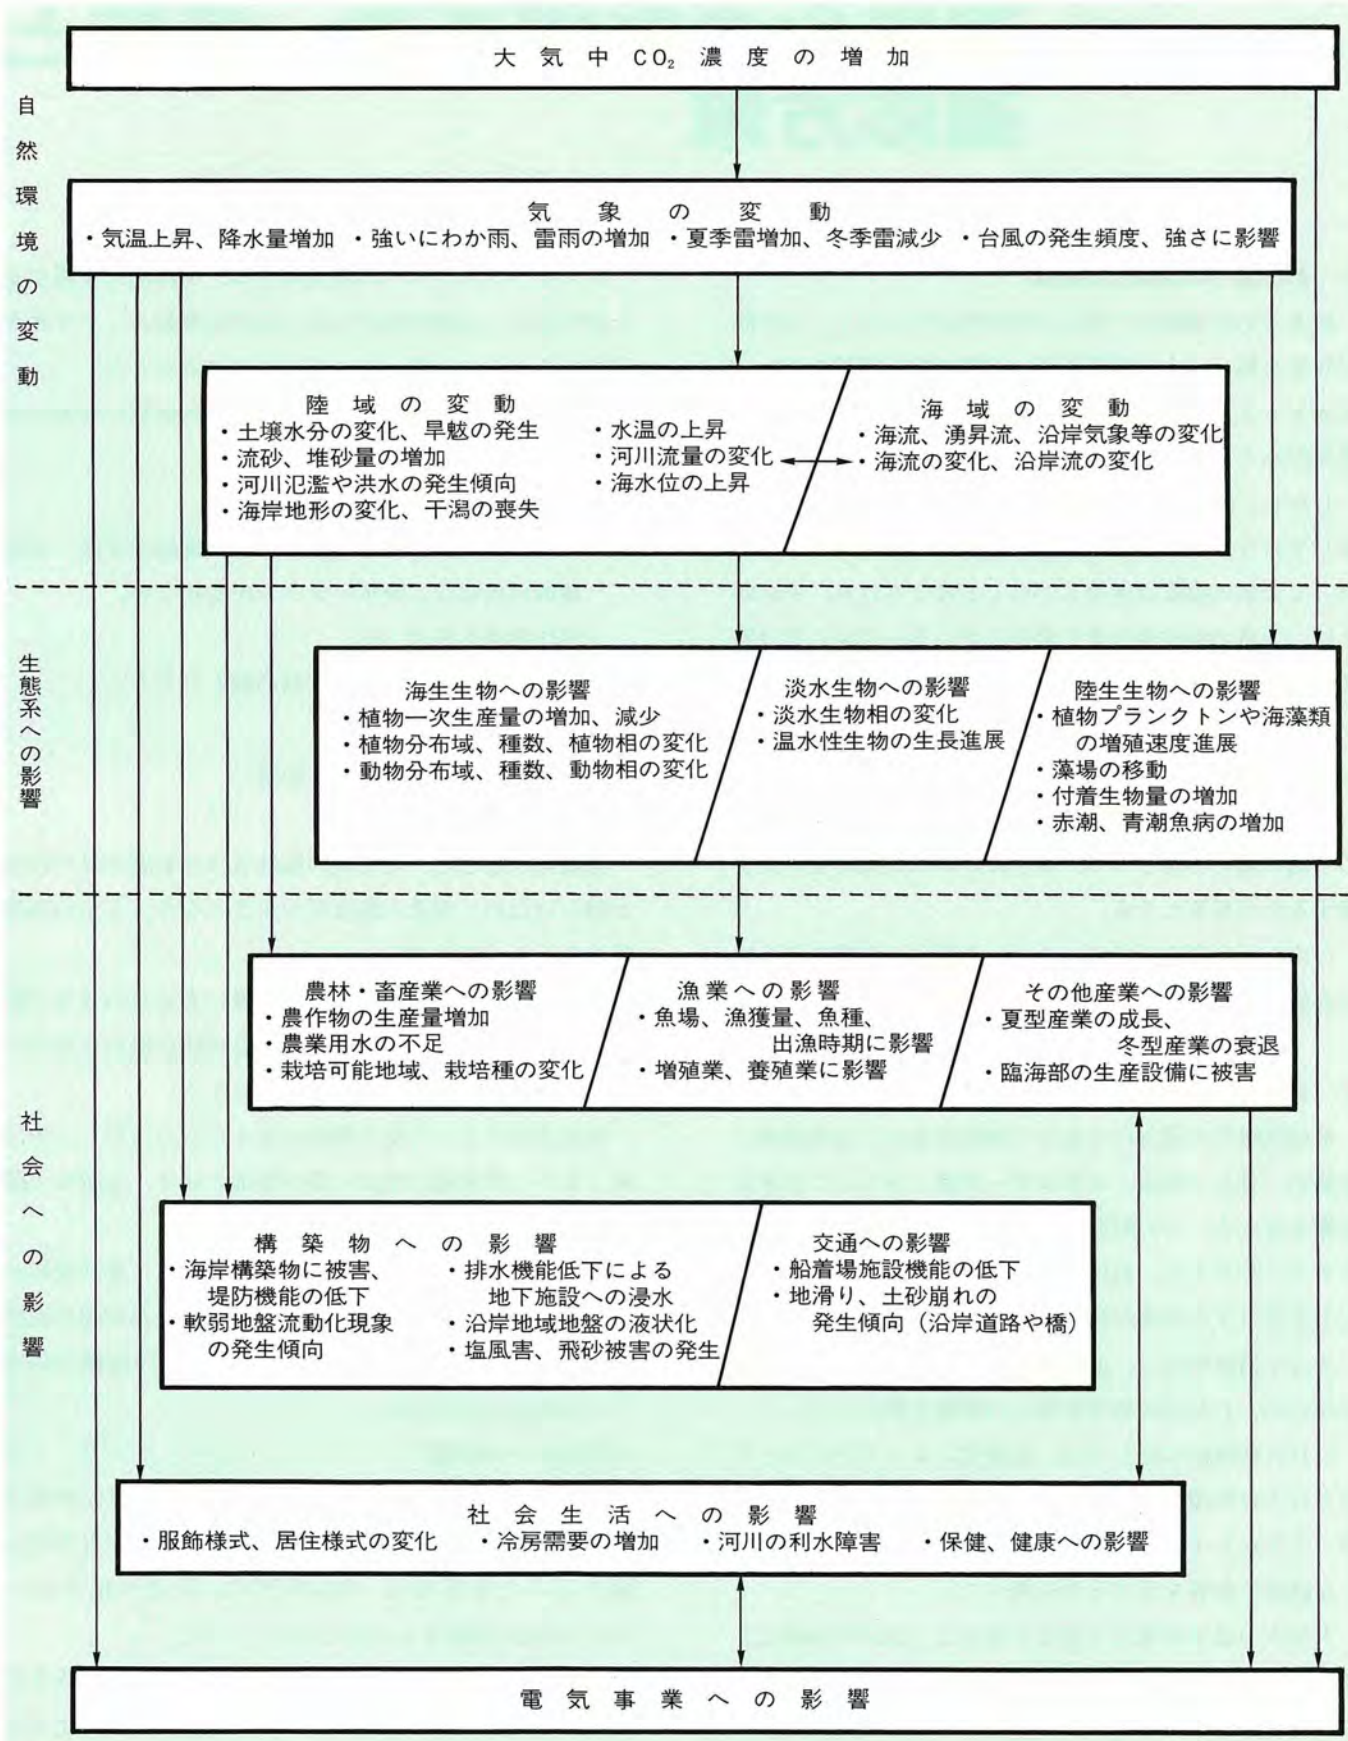 大気中CO₂濃度の増加
自然環境の変動
気象の変動
・気温上昇、降水量増加 ・強いにわか雨、雷雨の増加 ・夏季雷増加、冬季雷減少 ・台風の発生頻度、強さに影響
陸域の変動
・土壌水分の変化、旱魃の発生
・流砂、堆砂量の増加
・河川氾濫や洪水の発生傾向
・海岸地形の変化、干潟の喪失
・水温の上昇
・河川流量の変化
・海水位の上昇
海域の変動
・海流、湧昇流、沿岸気象等の変化
・海流の変化、沿岸流の変化
生態系への影響
海生生物への影響
・植物一次生産量の増加、減少
・植物分布域、種数、植物相の変化
・動物分布域、種数、動物相の変化
淡水生物への影響
・淡水生物相の変化
・温水性生物の生長進展
陸生生物への影響
・植物プランクトンや海藻類
の増殖速度進展
・藻場の移動
・付着生物量の増加
・赤潮、青潮魚病の増加
社会への影響
農林・畜産業への影響
・農作物の生産量増加
・農業用水の不足
・栽培可能地域、栽培種の変化
漁業への影響
・魚場、漁獲量、魚種、
出漁時期に影響
・増殖業、養殖業に影響
その他産業への影響
・夏型産業の成長、
冬型産業の衰退
・臨海部の生産設備に被害
構築物への影響
・海岸構築物に被害、
堤防機能の低下
・軟弱地盤流動化現象
の発生傾向
・排水機能低下による
地下施設への浸水
・沿岸地域地盤の液状化
・塩風害、飛砂被害の発生
交通への影響
・船着場施設機能の低下
・地滑り、土砂崩れの
発生傾向（沿岸道路や橋）
社会生活への影響
・服飾様式、居住様式の変化 ・冷房需要の増加 ・河川の利水障害 ・保健、健康への影響
電気事業への影響